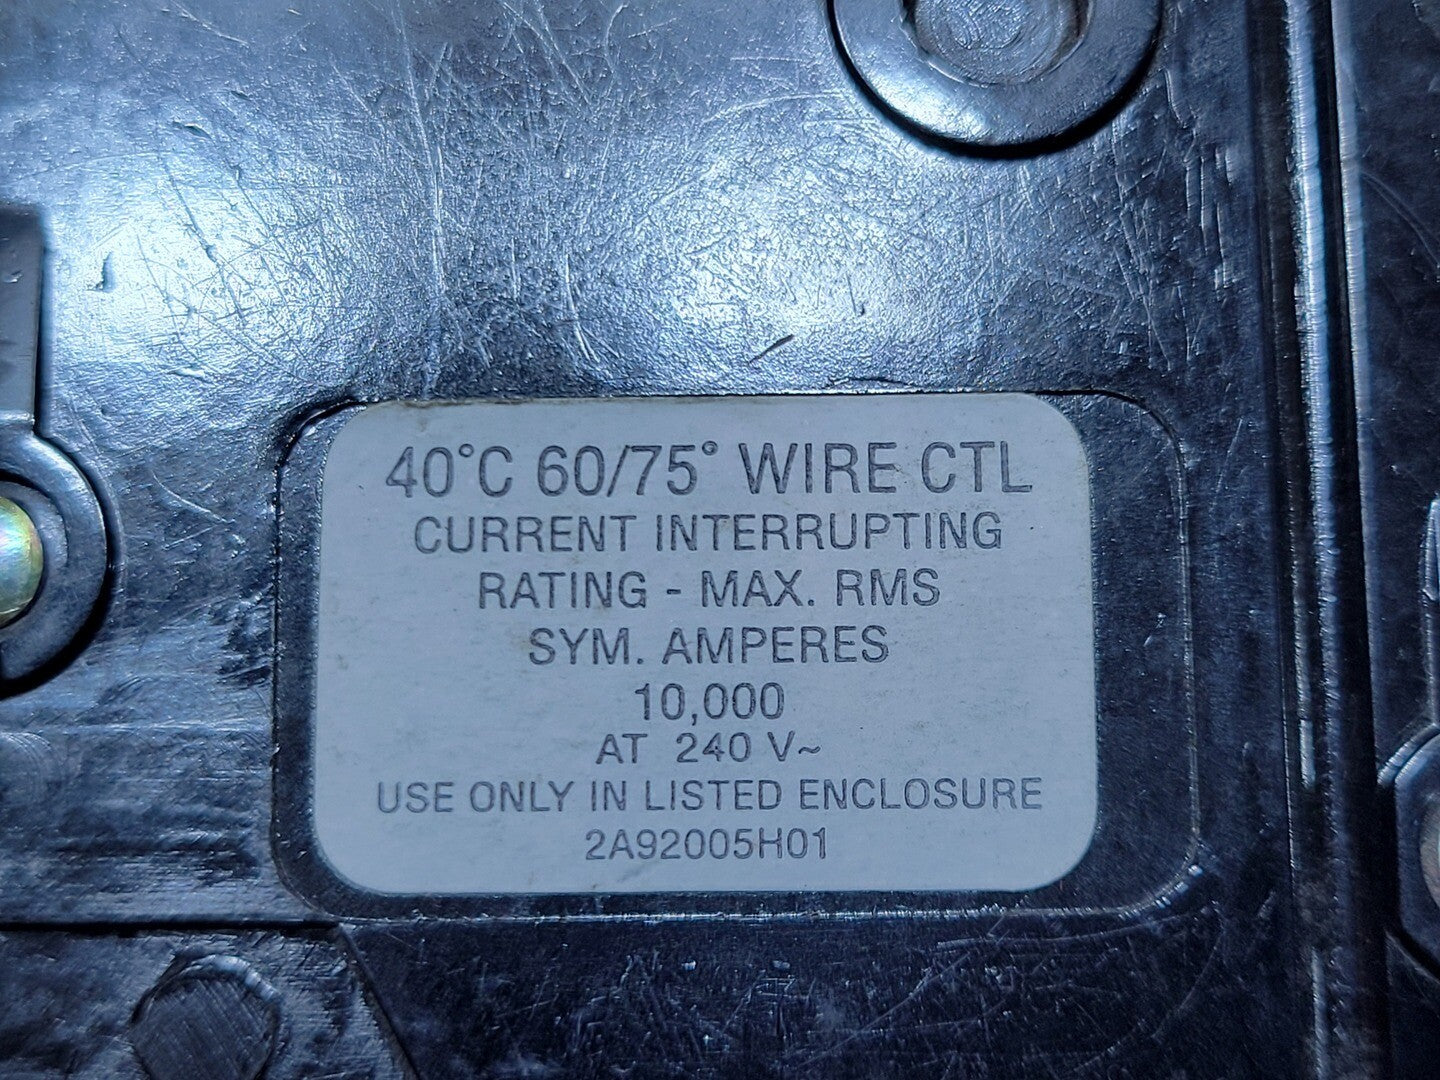 40°C 60/75° WIRE CTL
CURRENT INTERRUPTING
RATING - MAX. RMS
SYM. AMPERES
10,000
AT 240 V~
USE ONLY IN LISTED ENCLOSURE
2A92005H01